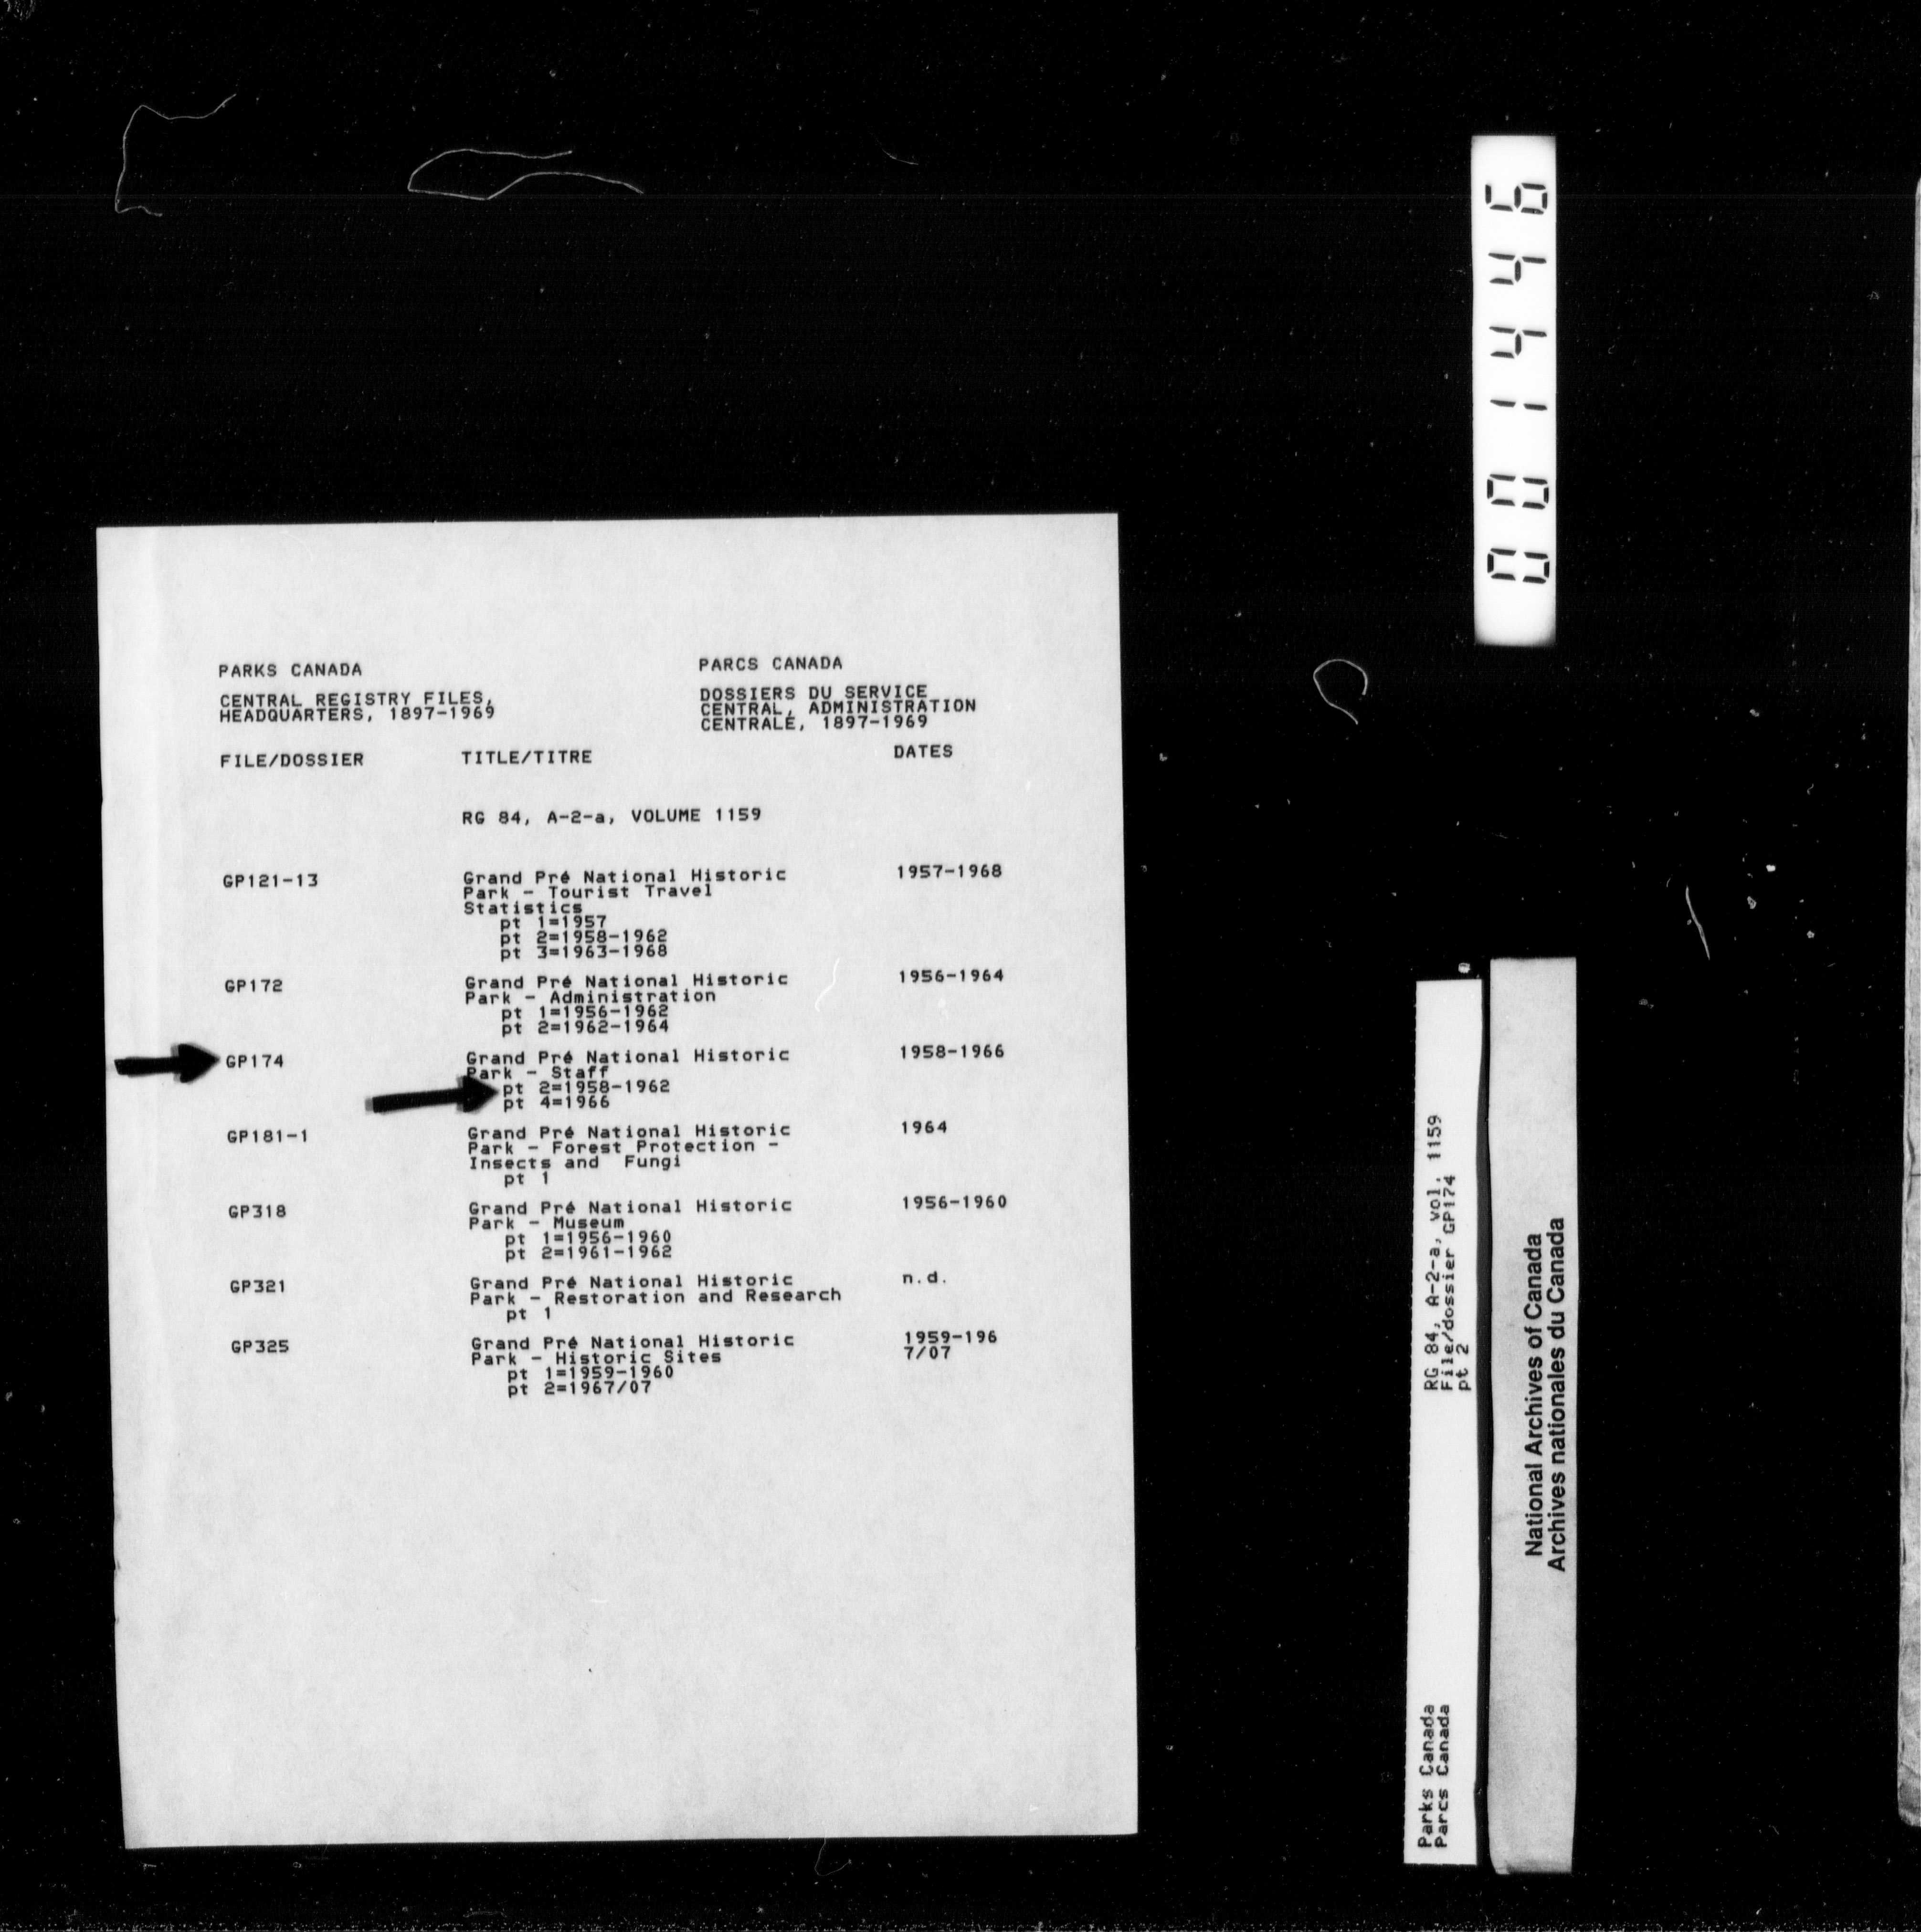 PARKS CANADA
CENTRAL REGISTRY FILES,
HEADQUARTERS, 1897-1969
PARCS CANADA
DOSSIERS DU SERVICE
CENTRAL, ADMINISTRATION
CENTRALE, 1897-1969
FILE/DOSSIER TITLE/TITRE DATES
RG 84, A-2-a, VOLUME 1159
GP121-13 Grand Pré National Historic 1957-1968
Park - Tourist Travel
Statistics
pt 1=1957
pt 2=1958-1962
pt 3=1963-1968
GP172 Grand Pré National Historic 1956-1964
Park - Administration
pt 1=1956-1962
pt 2=1962-1964
GP174 Grand Pré National Historic 1958-1966
Park - Staff
pt 2=1958-1962
pt 4=1966
GP181-1 Grand Pré National Historic 1964
Park - Forest Protection -
Insects and Fungi
pt 1
GP318 Grand Pré National Historic 1956-1960
Park - Museum
pt 1=1956-1960
pt 2=1961-1962
GP321 Grand Pré National Historic n.d.
Park - Restoration and Research
pt 1
GP325 Grand Pré National Historic 1959-196
Park - Historic Sites 7/07
pt 1=1959-1960
pt 2=1967/07
001446
Parks Canada
Parcs Canada
RG 84, A-2-a, vol. 1159
File/dossier GP174
pt 2
National Archives of Canada
Archives nationales du Canada